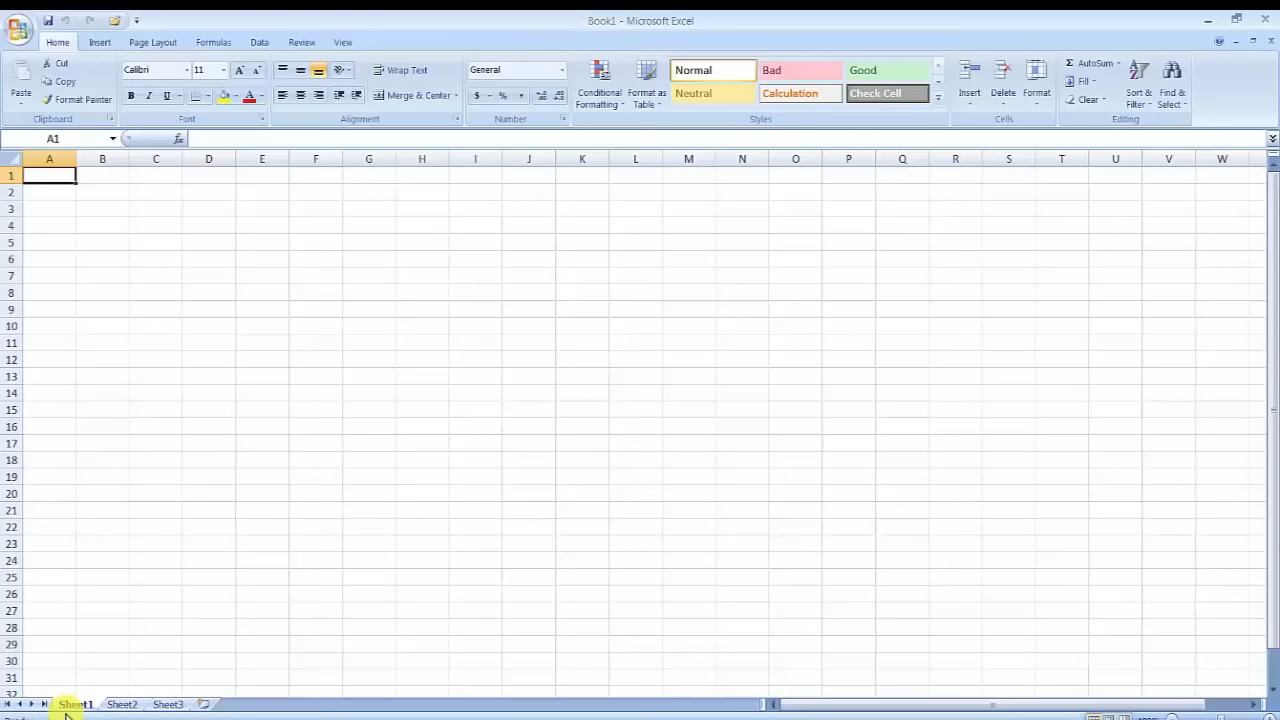 Book1 - Microsoft Excel
Home Insert Page Layout Formulas Data Review View
Paste Cut Copy Format Painter Clipboard
Calibri 11 A A B I U A Font
Wrap Text Merge & Center Alignment
General $ % , Number
Conditional Formatting Format as Table Normal Bad Good Neutral Calculation Check Cell Styles
Insert Delete Format Cells
Σ AutoSum Fill Clear Sort & Filter Find & Select Editing
A1 fx
A B C D E F G H I J K L M N O P Q R S T U V W
1
2
3
4
5
6
7
8
9
10
11
12
13
14
15
16
17
18
19
20
21
22
23
24
25
26
27
28
29
30
31
32
Sheet1 Sheet2 Sheet3